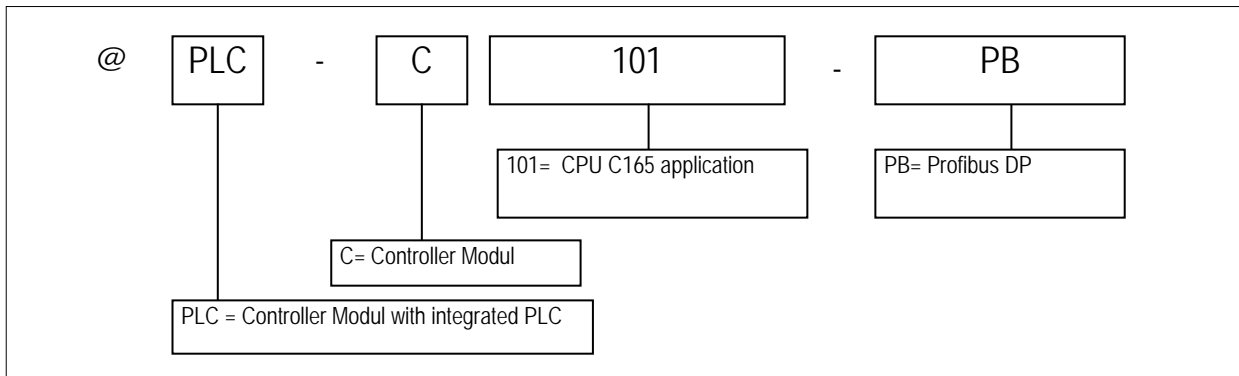 @ PLC - C 101 - PB
101= CPU C165 application
PB= Profibus DP
C= Controller Modul
PLC = Controller Modul with integrated PLC